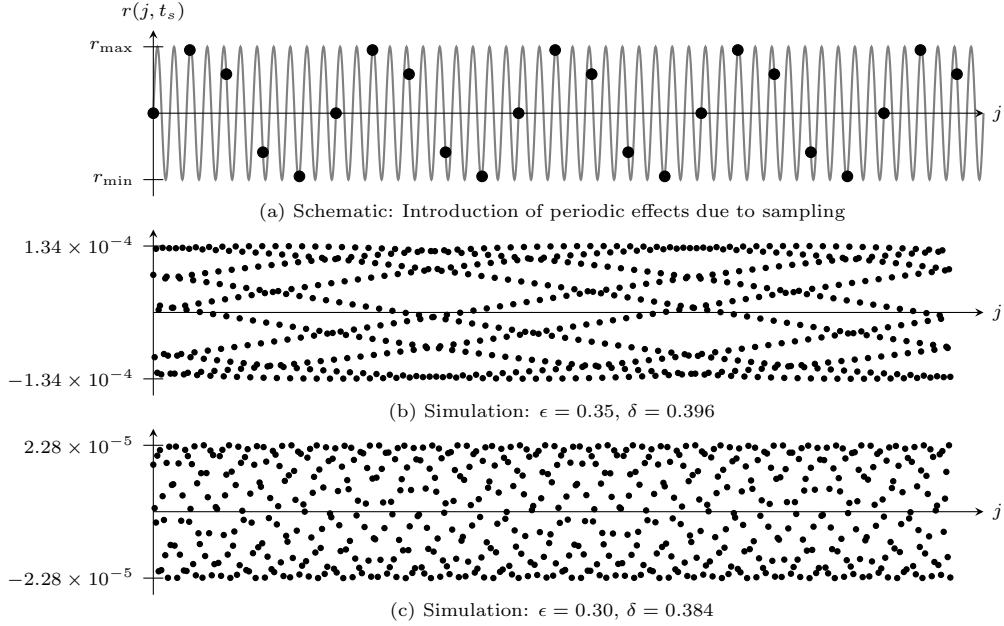 r(j, t_s)
r_max
j
r_min
(a) Schematic: Introduction of periodic effects due to sampling
1.34 × 10⁻⁴
j
−1.34 × 10⁻⁴
(b) Simulation: ϵ = 0.35, δ = 0.396
2.28 × 10⁻⁵
j
−2.28 × 10⁻⁵
(c) Simulation: ϵ = 0.30, δ = 0.384